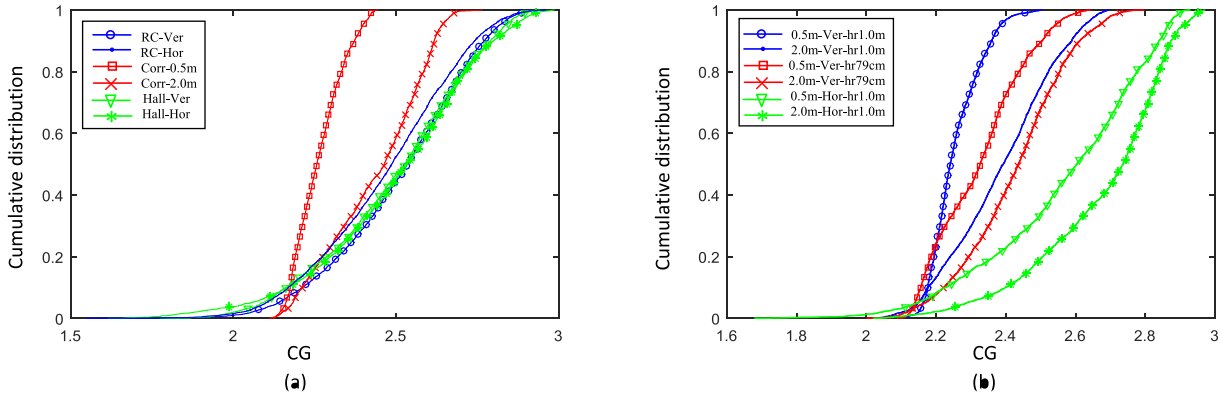 RC-Ver
RC-Hor
Corr-0.5m
Corr-2.0m
Hall-Ver
Hall-Hor
Cumulative distribution
1
0.8
0.6
0.4
0.2
0
1.5 2 2.5 3
CG
(a)
0.5m-Ver-hr1.0m
2.0m-Ver-hr1.0m
0.5m-Ver-hr79cm
2.0m-Ver-hr79cm
0.5m-Hor-hr1.0m
2.0m-Hor-hr1.0m
Cumulative distribution
1
0.8
0.6
0.4
0.2
0
1.6 1.8 2 2.2 2.4 2.6 2.8 3
CG
(b)